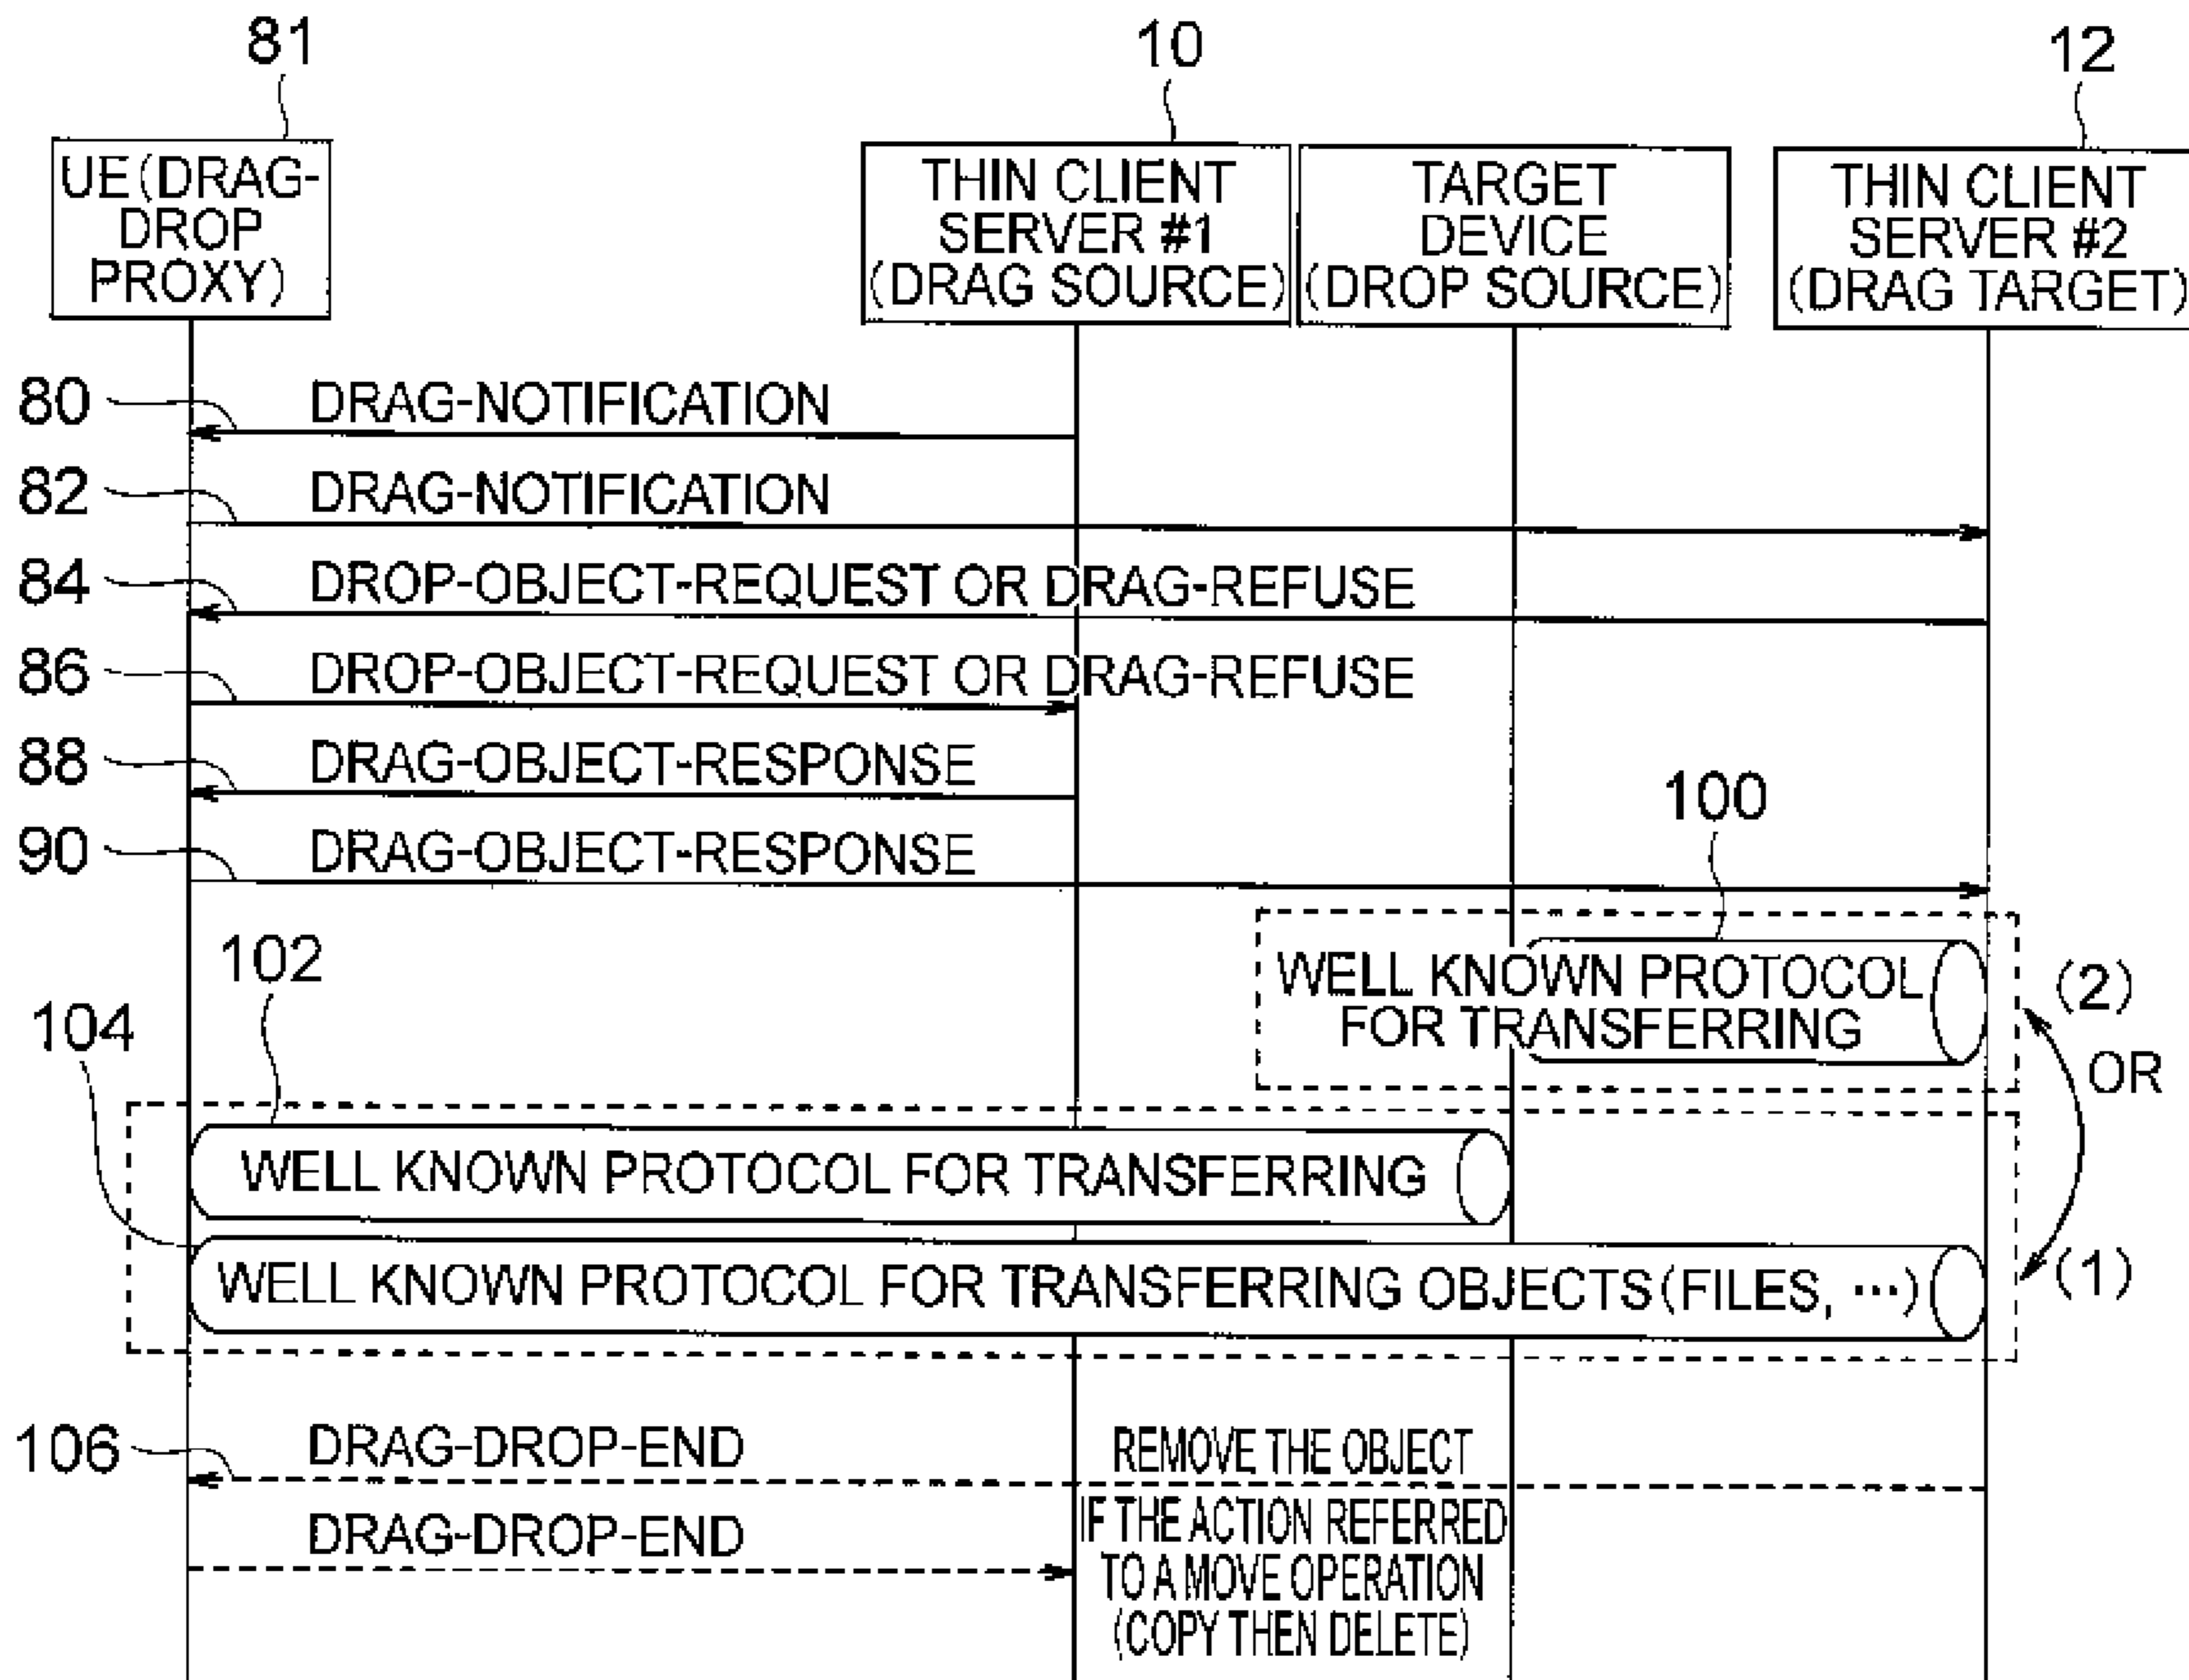 81
10
12
UE(DRAG-
DROP
PROXY)
THIN CLIENT
SERVER #1
(DRAG SOURCE)
TARGET
DEVICE
(DROP SOURCE)
THIN CLIENT
SERVER #2
(DRAG TARGET)
80
DRAG-NOTIFICATION
82
DRAG-NOTIFICATION
84
DROP-OBJECT-REQUEST OR DRAG-REFUSE
86
DROP-OBJECT-REQUEST OR DRAG-REFUSE
88
DRAG-OBJECT-RESPONSE
90
DRAG-OBJECT-RESPONSE
100
WELL KNOWN PROTOCOL
FOR TRANSFERRING
(2)
OR
(1)
102
104
WELL KNOWN PROTOCOL FOR TRANSFERRING
WELL KNOWN PROTOCOL FOR TRANSFERRING OBJECTS(FILES, ···)
106
DRAG-DROP-END
DRAG-DROP-END
REMOVE THE OBJECT
IF THE ACTION REFERRED
TO A MOVE OPERATION
(COPY THEN DELETE)